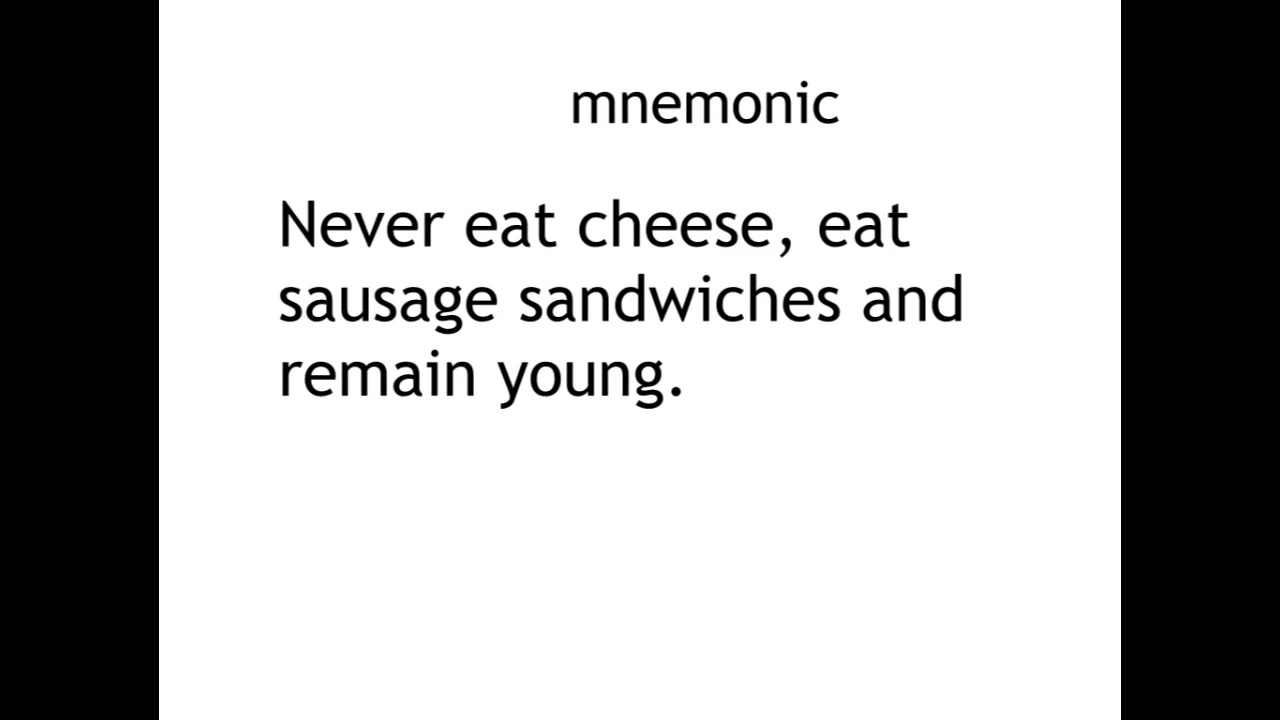 mnemonic
Never eat cheese, eat
sausage sandwiches and
remain young.